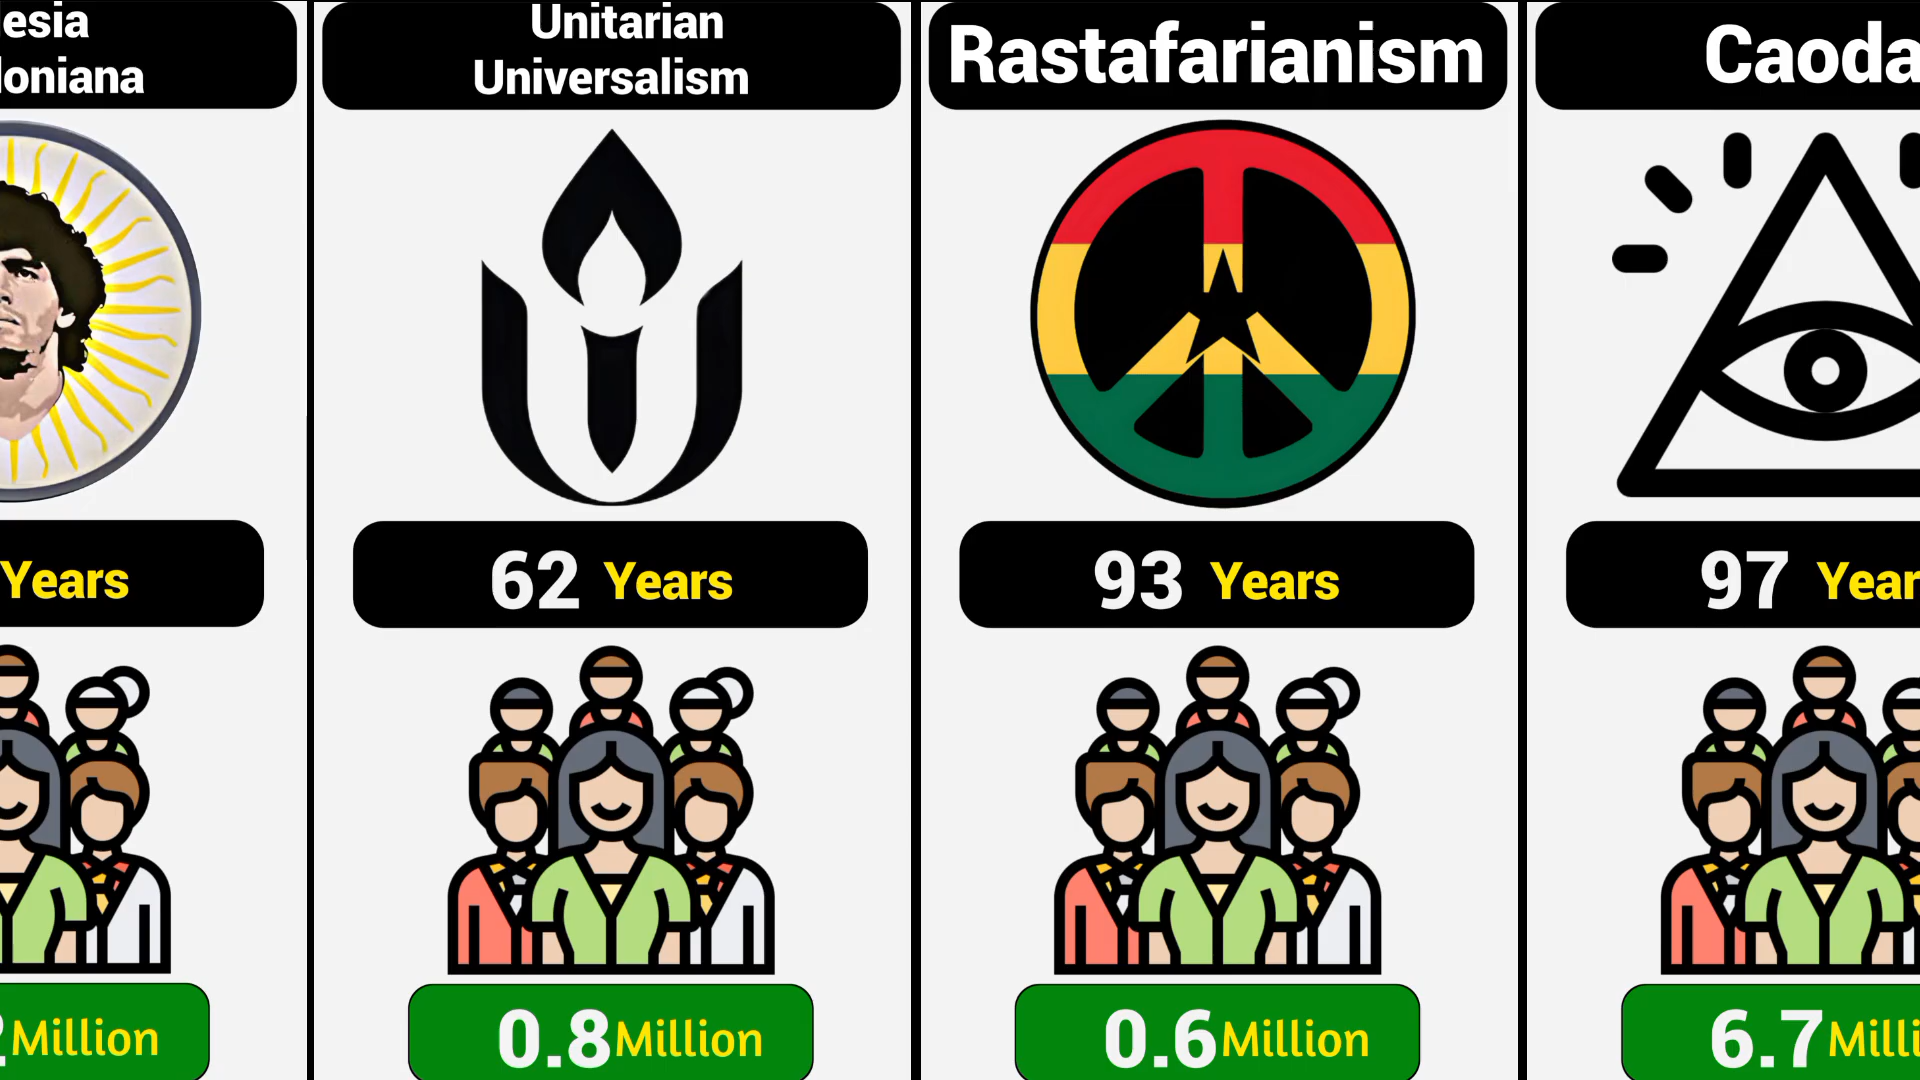 esia
oniana
Years
Million
Unitarian
Universalism
62 Years
0.8 Million
Rastafarianism
93 Years
0.6 Million
Caoda
97 Year
6.7 Milli